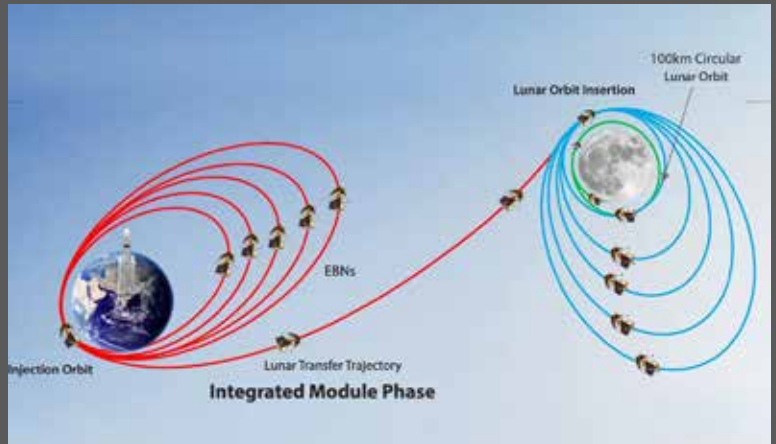 100km Circular
Lunar Orbit
Lunar Orbit Insertion
EBNs
Injection Orbit
Lunar Transfer Trajectory
Integrated Module Phase